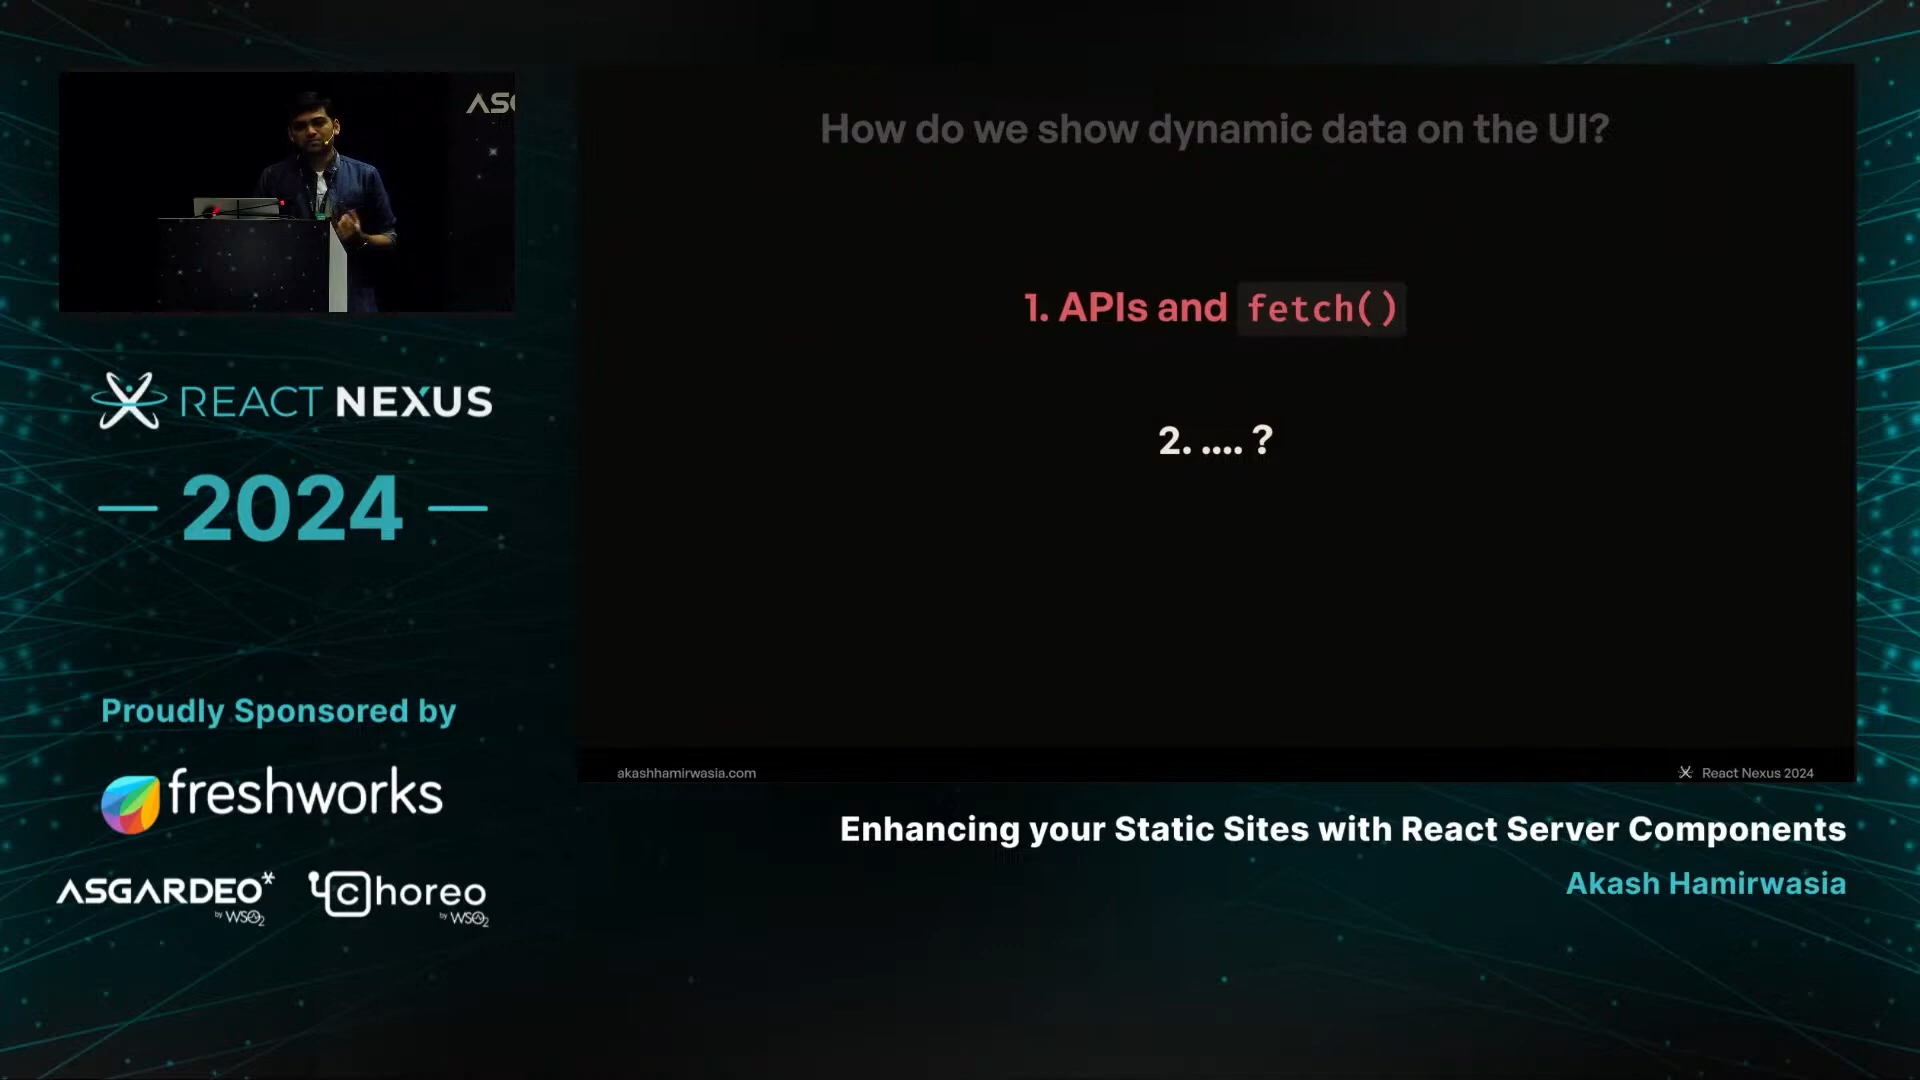 How do we show dynamic data on the UI?
1. APIs and fetch()
2. .... ?
akashhamirwasia.com
React Nexus 2024
REACT NEXUS
2024
Proudly Sponsored by
freshworks
ASGARDEO
by WSO2
choreo
by WSO2
Enhancing your Static Sites with React Server Components
Akash Hamirwasia